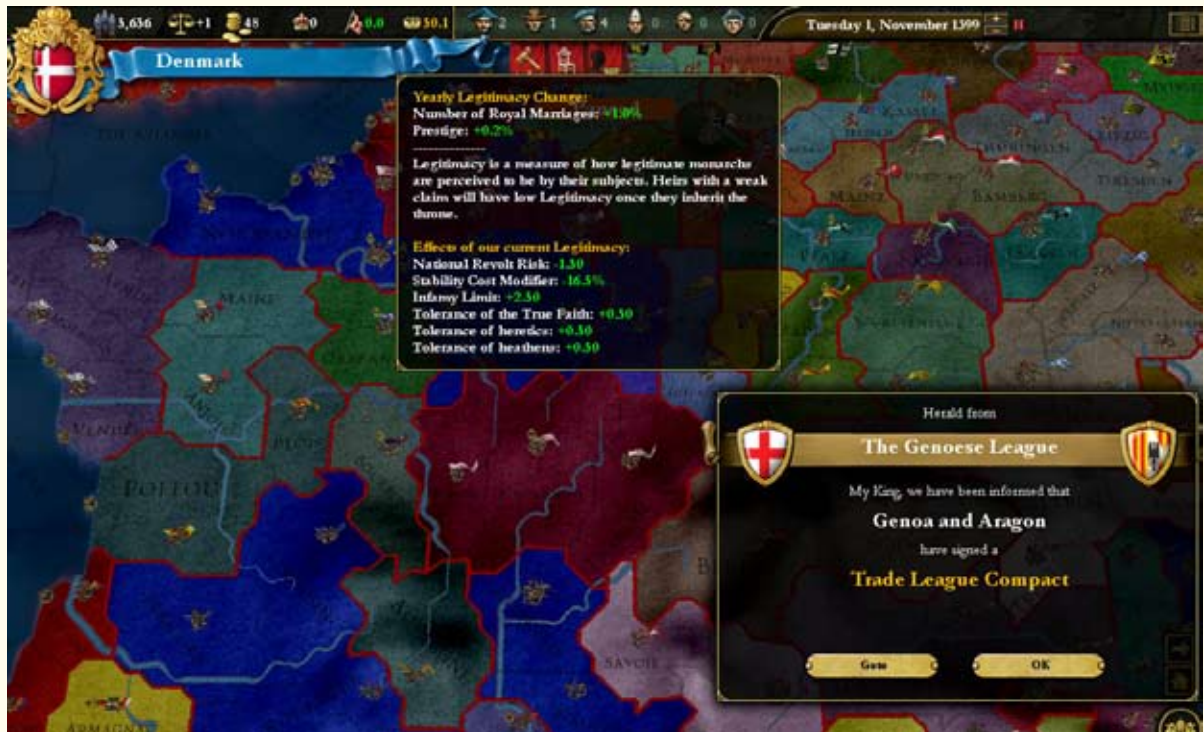 3,636 +1 48 0 0.0 50.1 2 1 4 0 0 0 Tuesday 1, November 1399
Denmark
Yearly Legitimacy Change:
Number of Royal Marriages: +1.0%
Prestige: +0.2%
---------------
Legitimacy is a measure of how legitimate monarchs
are perceived to be by their subjects. Heirs with a weak
claim will have low Legitimacy once they inherit the
throne.
Effects of our current Legitimacy:
National Revolt Risk: -1.50
Stability Cost Modifier: -16.5%
Infamy Limit: +2.50
Tolerance of the True Faith: +0.50
Tolerance of heretics: +0.50
Tolerance of heathens: +0.50
KASSEL
MAINZ
BAMBERG
DRESDEN
MAINE
VENDÉE
POITOU
SAVOIE
ARMAGNAC
Herald from
The Genoese League
My King, we have been informed that
Genoa and Aragon
have signed a
Trade League Compact
Goto OK